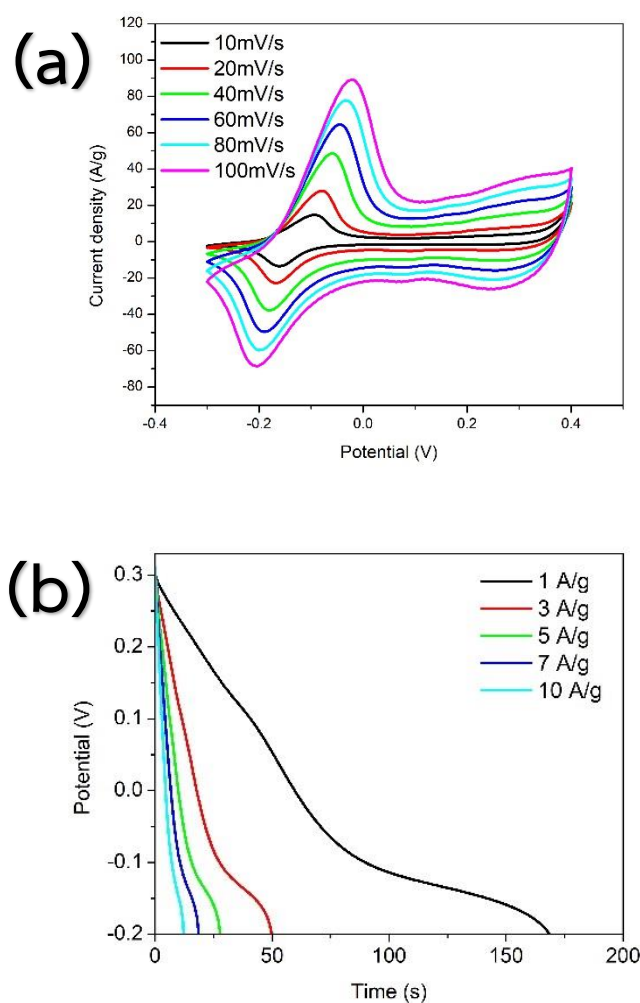 (a)
120
100
80
60
40
20
0
-20
-40
-60
-80
Current density (A/g)
10mV/s
20mV/s
40mV/s
60mV/s
80mV/s
100mV/s
-0.4
-0.2
0.0
0.2
0.4
Potential (V)
(b)
0.3
0.2
0.1
0.0
-0.1
-0.2
Potential (V)
1 A/g
3 A/g
5 A/g
7 A/g
10 A/g
0
50
100
150
200
Time (s)